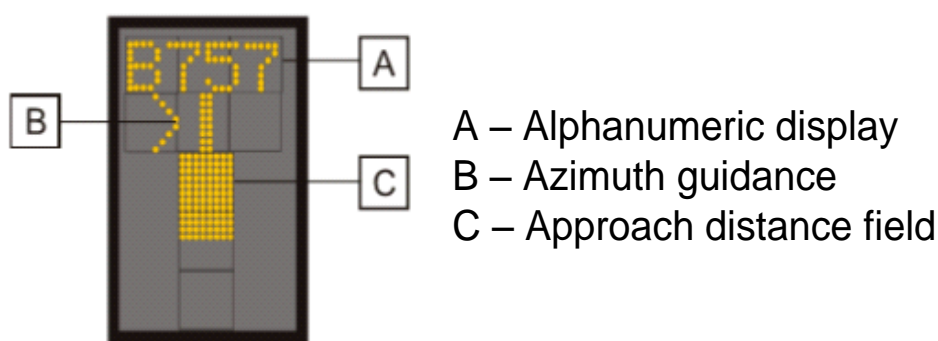 B757
A
B
C
A – Alphanumeric display
B – Azimuth guidance
C – Approach distance field